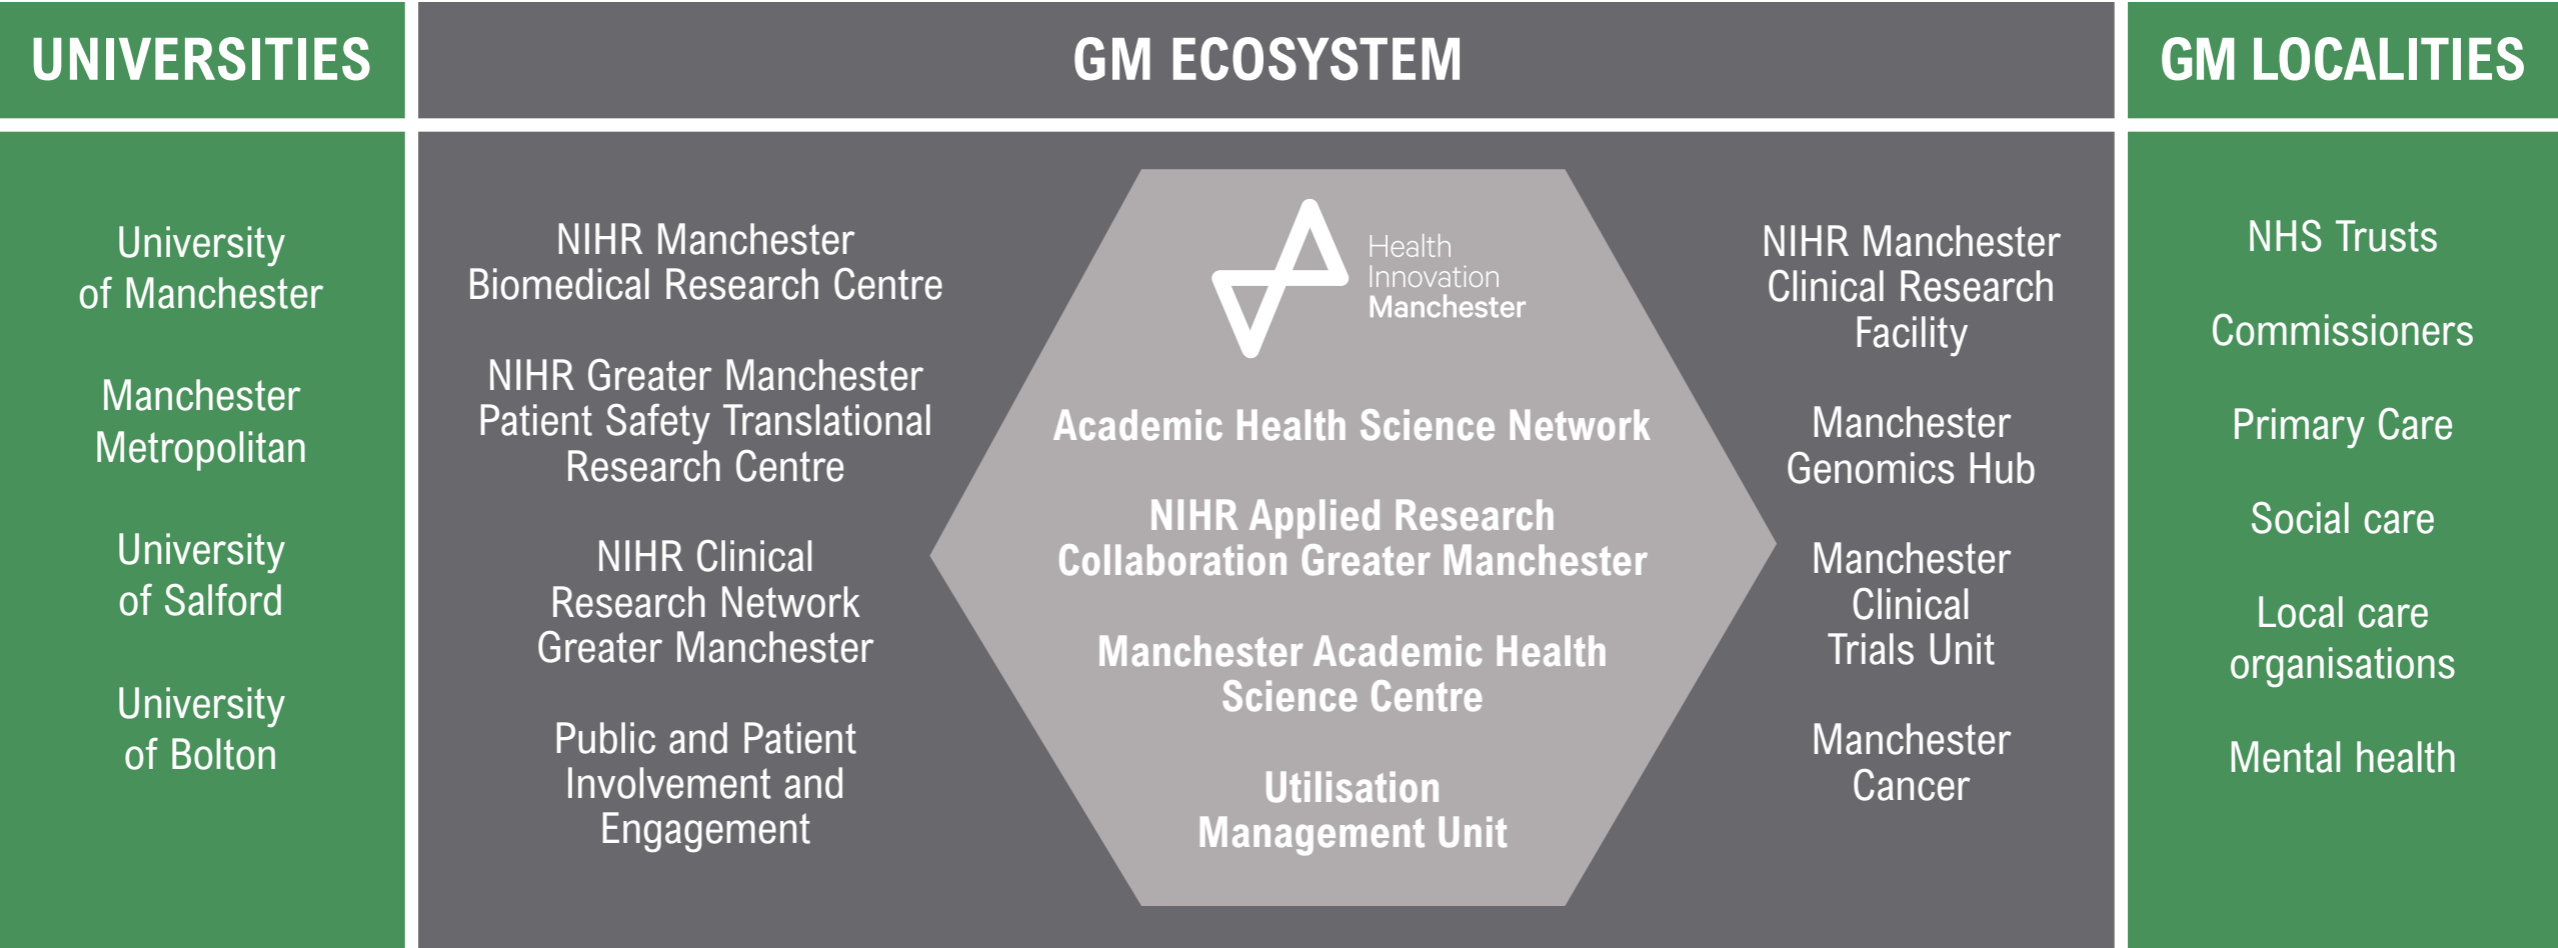 UNIVERSITIES
University
of Manchester
Manchester
Metropolitan
University
of Salford
University
of Bolton
GM ECOSYSTEM
NIHR Manchester
Biomedical Research Centre
NIHR Greater Manchester
Patient Safety Translational
Research Centre
NIHR Clinical
Research Network
Greater Manchester
Public and Patient
Involvement and
Engagement
Health
Innovation
Manchester
Academic Health Science Network
NIHR Applied Research
Collaboration Greater Manchester
Manchester Academic Health
Science Centre
Utilisation
Management Unit
NIHR Manchester
Clinical Research
Facility
Manchester
Genomics Hub
Manchester
Clinical
Trials Unit
Manchester
Cancer
GM LOCALITIES
NHS Trusts
Commissioners
Primary Care
Social care
Local care
organisations
Mental health